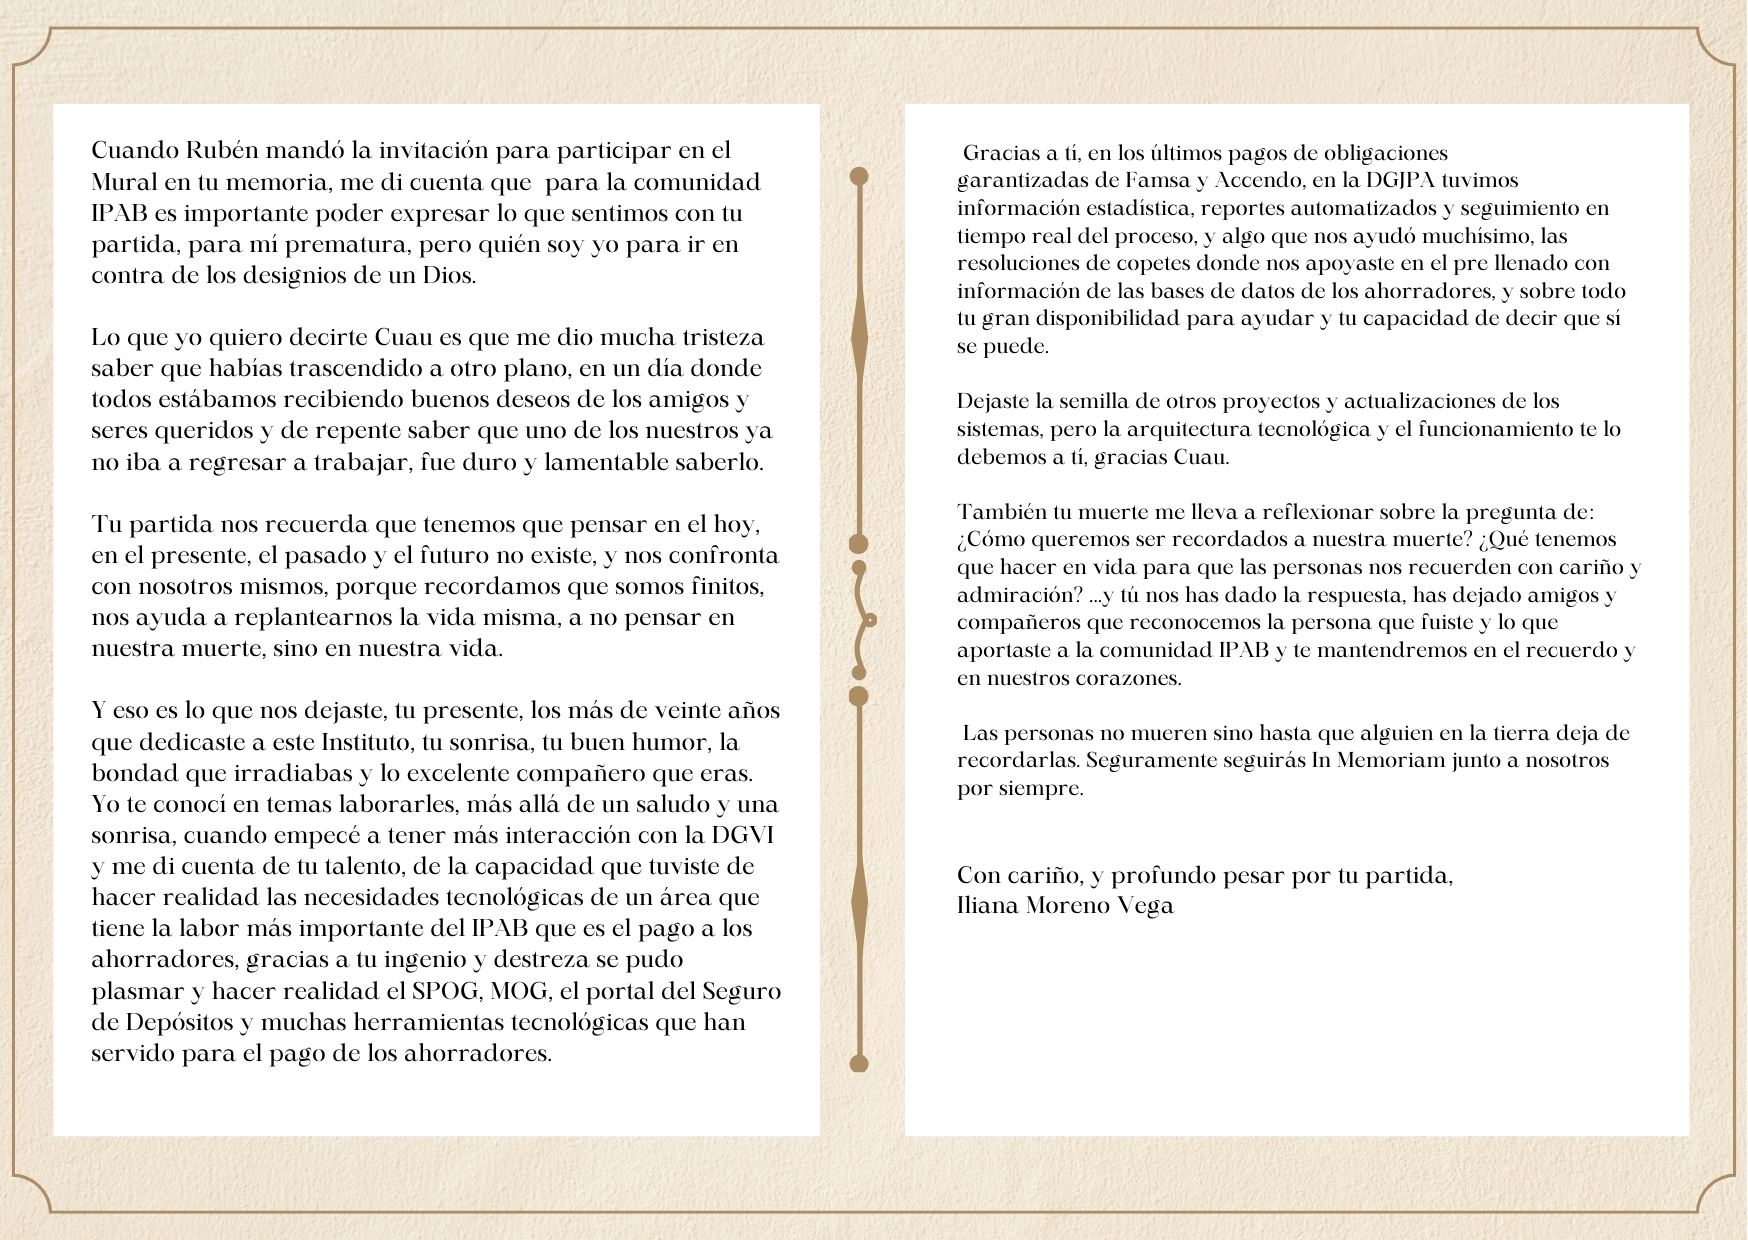 Cuando Rubén mandó la invitación para participar en el
Mural en tu memoria, me di cuenta que  para la comunidad
IPAB es importante poder expresar lo que sentimos con tu
partida, para mí prematura, pero quién soy yo para ir en
contra de los designios de un Dios.
Lo que yo quiero decirte Cuau es que me dio mucha tristeza
saber que habías trascendido a otro plano, en un día donde
todos estábamos recibiendo buenos deseos de los amigos y
seres queridos y de repente saber que uno de los nuestros ya
no iba a regresar a trabajar, fue duro y lamentable saberlo.
Tu partida nos recuerda que tenemos que pensar en el hoy,
en el presente, el pasado y el futuro no existe, y nos confronta
con nosotros mismos, porque recordamos que somos finitos,
nos ayuda a replantearnos la vida misma, a no pensar en
nuestra muerte, sino en nuestra vida.
Y eso es lo que nos dejaste, tu presente, los más de veinte años
que dedicaste a este Instituto, tu sonrisa, tu buen humor, la
bondad que irradiabas y lo excelente compañero que eras.
Yo te conocí en temas laborarles, más allá de un saludo y una
sonrisa, cuando empecé a tener más interacción con la DGVI
y me di cuenta de tu talento, de la capacidad que tuviste de
hacer realidad las necesidades tecnológicas de un área que
tiene la labor más importante del IPAB que es el pago a los
ahorradores, gracias a tu ingenio y destreza se pudo
plasmar y hacer realidad el SPOG, MOG, el portal del Seguro
de Depósitos y muchas herramientas tecnológicas que han
servido para el pago de los ahorradores.
Gracias a tí, en los últimos pagos de obligaciones
garantizadas de Famsa y Accendo, en la DGJPA tuvimos
información estadística, reportes automatizados y seguimiento en
tiempo real del proceso, y algo que nos ayudó muchísimo, las
resoluciones de copetes donde nos apoyaste en el pre llenado con
información de las bases de datos de los ahorradores, y sobre todo
tu gran disponibilidad para ayudar y tu capacidad de decir que sí
se puede.
Dejaste la semilla de otros proyectos y actualizaciones de los
sistemas, pero la arquitectura tecnológica y el funcionamiento te lo
debemos a tí, gracias Cuau.
También tu muerte me lleva a reflexionar sobre la pregunta de:
¿Cómo queremos ser recordados a nuestra muerte? ¿Qué tenemos
que hacer en vida para que las personas nos recuerden con cariño y
admiración? ...y tú nos has dado la respuesta, has dejado amigos y
compañeros que reconocemos la persona que fuiste y lo que
aportaste a la comunidad IPAB y te mantendremos en el recuerdo y
en nuestros corazones.
Las personas no mueren sino hasta que alguien en la tierra deja de
recordarlas. Seguramente seguirás In Memoriam junto a nosotros
por siempre.
Con cariño, y profundo pesar por tu partida,
Iliana Moreno Vega